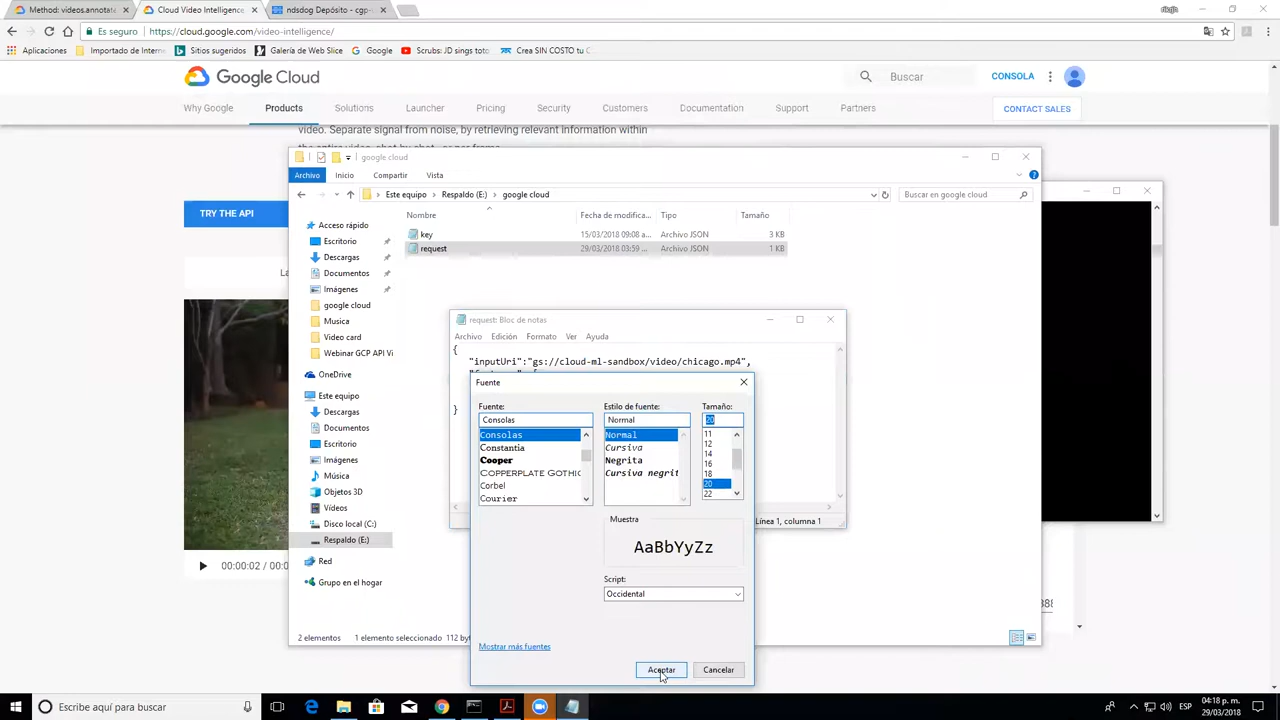 Method: videos.annotate
Cloud Video Intelligence
ndsdog Depósito - cgp-
Es seguro
https://cloud.google.com/video-intelligence/
Aplicaciones
Importado de Intern
Sitios sugeridos
Galería de Web Slice
Google
Scrubs: JD sings toto
Crea SIN COSTO tu C
Google Cloud
Buscar
CONSOLA
Why Google
Products
Solutions
Launcher
Pricing
Security
Customers
Documentation
Support
Partners
CONTACT SALES
video. Separate signal from noise, by retrieving relevant information within
TRY THE API
google cloud
Archivo
Inicio
Compartir
Vista
Este equipo
Respaldo (E:)
google cloud
Buscar en google cloud
Nombre
Fecha de modifica...
Tipo
Tamaño
key
15/03/2018 09:08 a...
Archivo JSON
3 KB
request
29/03/2018 03:59 ...
Archivo JSON
1 KB
Acceso rápido
Escritorio
Descargas
Documentos
Imágenes
google cloud
Musica
Video card
Webinar GCP API Vi
OneDrive
Este equipo
Descargas
Documentos
Escritorio
Imágenes
Música
Objetos 3D
Vídeos
Disco local (C:)
Respaldo (E:)
Red
Grupo en el hogar
2 elementos
1 elemento seleccionado 112 byt
00:00:02 / 00:0
La
request: Bloc de notas
Archivo
Edición
Formato
Ver
Ayuda
{
"inputUri":"gs://cloud-ml-sandbox/video/chicago.mp4",
}
Línea 1, columna 1
Fuente
Fuente:
Estilo de fuente:
Tamaño:
Consolas
Normal
20
Consolas
Constantia
Cooper
Copperplate Gothic
Corbel
Courier
Normal
Cursiva
Negrita
Cursiva negrit
11
12
14
16
18
20
22
Muestra
AaBbYyZz
Script:
Occidental
Mostrar más fuentes
Aceptar
Cancelar
Escribe aquí para buscar
ESP
04:18 p. m.
29/03/2018